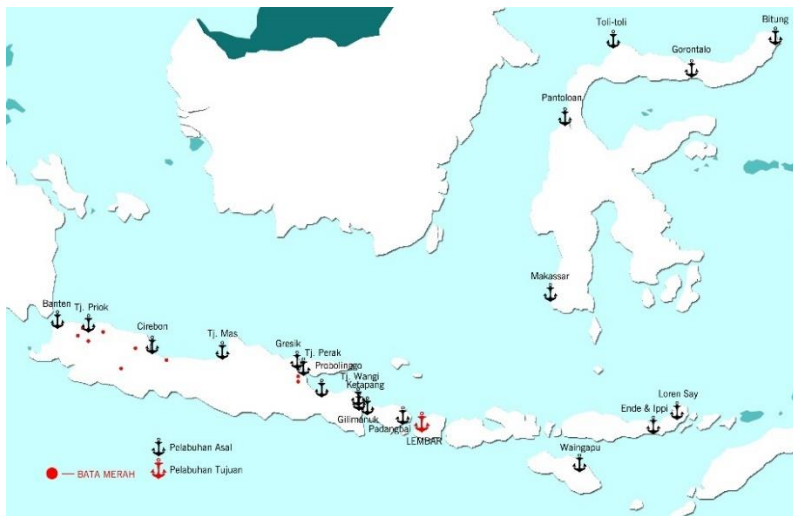 Toli-toli
Bitung
Gorontalo
Pantoloan
Makassar
Banten
Tj. Priok
Cirebon
Tj. Mas
Gresik
Tj. Perak
Probolinggo
Tj. Wangi
Ketapang
Gilimanuk
Padangbai
LEMBAR
Loren Say
Ende & Ippi
Waingapu
Pelabuhan Asal
BATA MERAH
Pelabuhan Tujuan